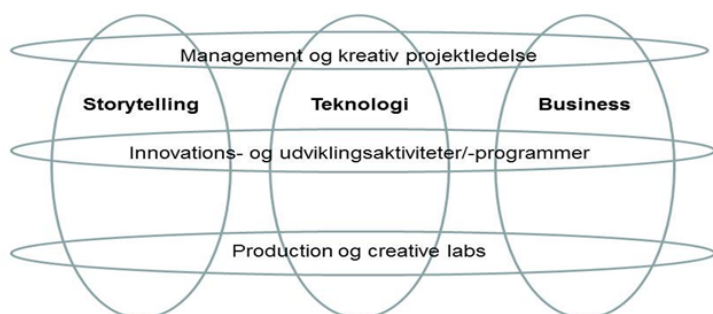 Management og kreativ projektledelse
Storytelling Teknologi Business
Innovations- og udviklingsaktiviteter/-programmer
Production og creative labs